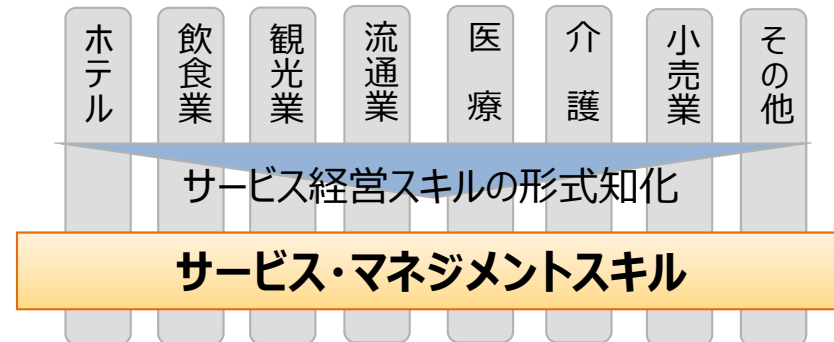 ホテル
飲食業
観光業
流通業
医療
介護
小売業
その他
サービス経営スキルの形式知化
サービス・マネジメントスキル